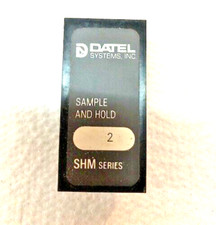 DATEL
SYSTEMS, INC
SAMPLE
AND HOLD
2
SHM SERIES